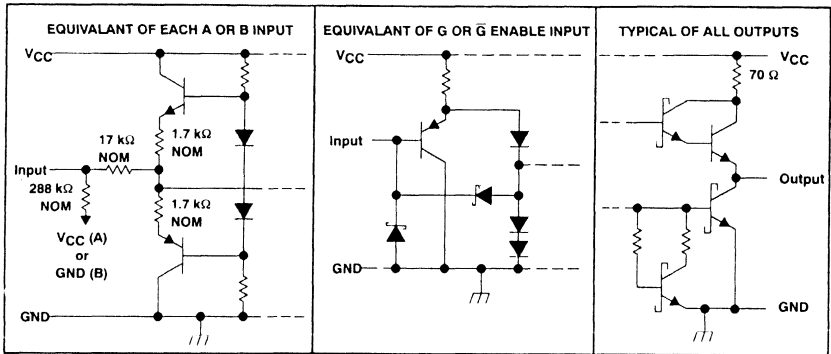 EQUIVALANT OF EACH A OR B INPUT
VCC
17 kΩ
NOM
1.7 kΩ
NOM
Input
288 kΩ
NOM
1.7 kΩ
NOM
VCC (A)
or
GND (B)
GND
EQUIVALANT OF G OR G̅ ENABLE INPUT
VCC
Input
GND
TYPICAL OF ALL OUTPUTS
VCC
70 Ω
Output
GND